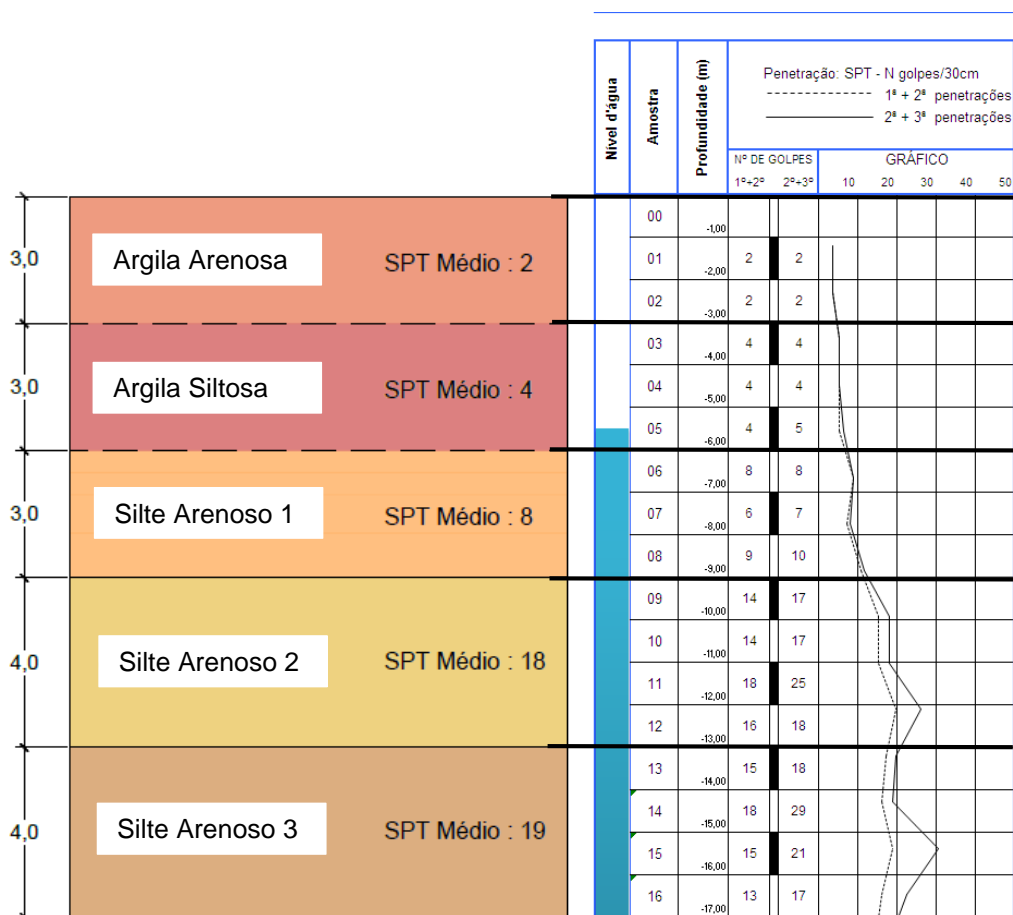 Nível d'água
Amostra
Profundidade (m)
Penetração: SPT - N golpes/30cm
1ª + 2ª penetrações
2ª + 3ª penetrações
Nº DE GOLPES
GRÁFICO
1º+2º 2º+3º 10 20 30 40 50
3,0 Argila Arenosa SPT Médio : 2
3,0 Argila Siltosa SPT Médio : 4
3,0 Silte Arenoso 1 SPT Médio : 8
4,0 Silte Arenoso 2 SPT Médio : 18
4,0 Silte Arenoso 3 SPT Médio : 19
00 -1,00
01 -2,00 2 2
02 -3,00 2 2
03 -4,00 4 4
04 -5,00 4 4
05 -6,00 4 5
06 -7,00 8 8
07 -8,00 6 7
08 -9,00 9 10
09 -10,00 14 17
10 -11,00 14 17
11 -12,00 18 25
12 -13,00 16 18
13 -14,00 15 18
14 -15,00 18 29
15 -16,00 15 21
16 -17,00 13 17